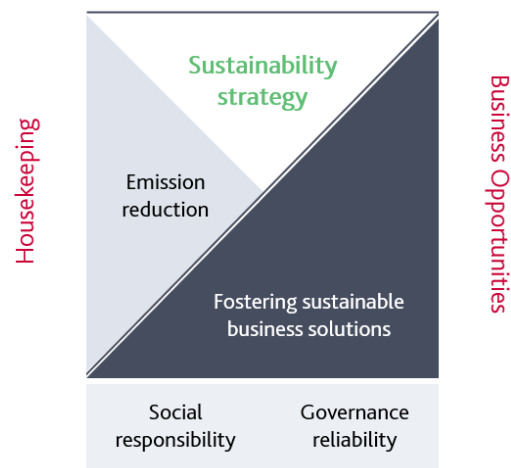 Sustainability
strategy
Housekeeping
Business Opportunities
Emission
reduction
Fostering sustainable
business solutions
Social
responsibility
Governance
reliability